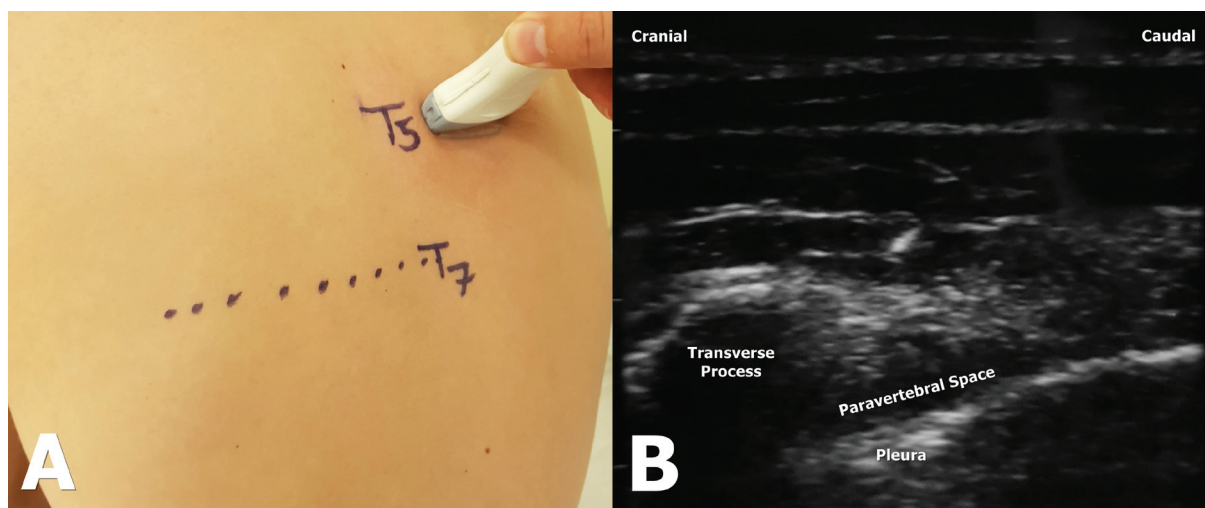 T5
T7
A
Cranial
Caudal
Transverse
Process
Paravertebral Space
Pleura
B